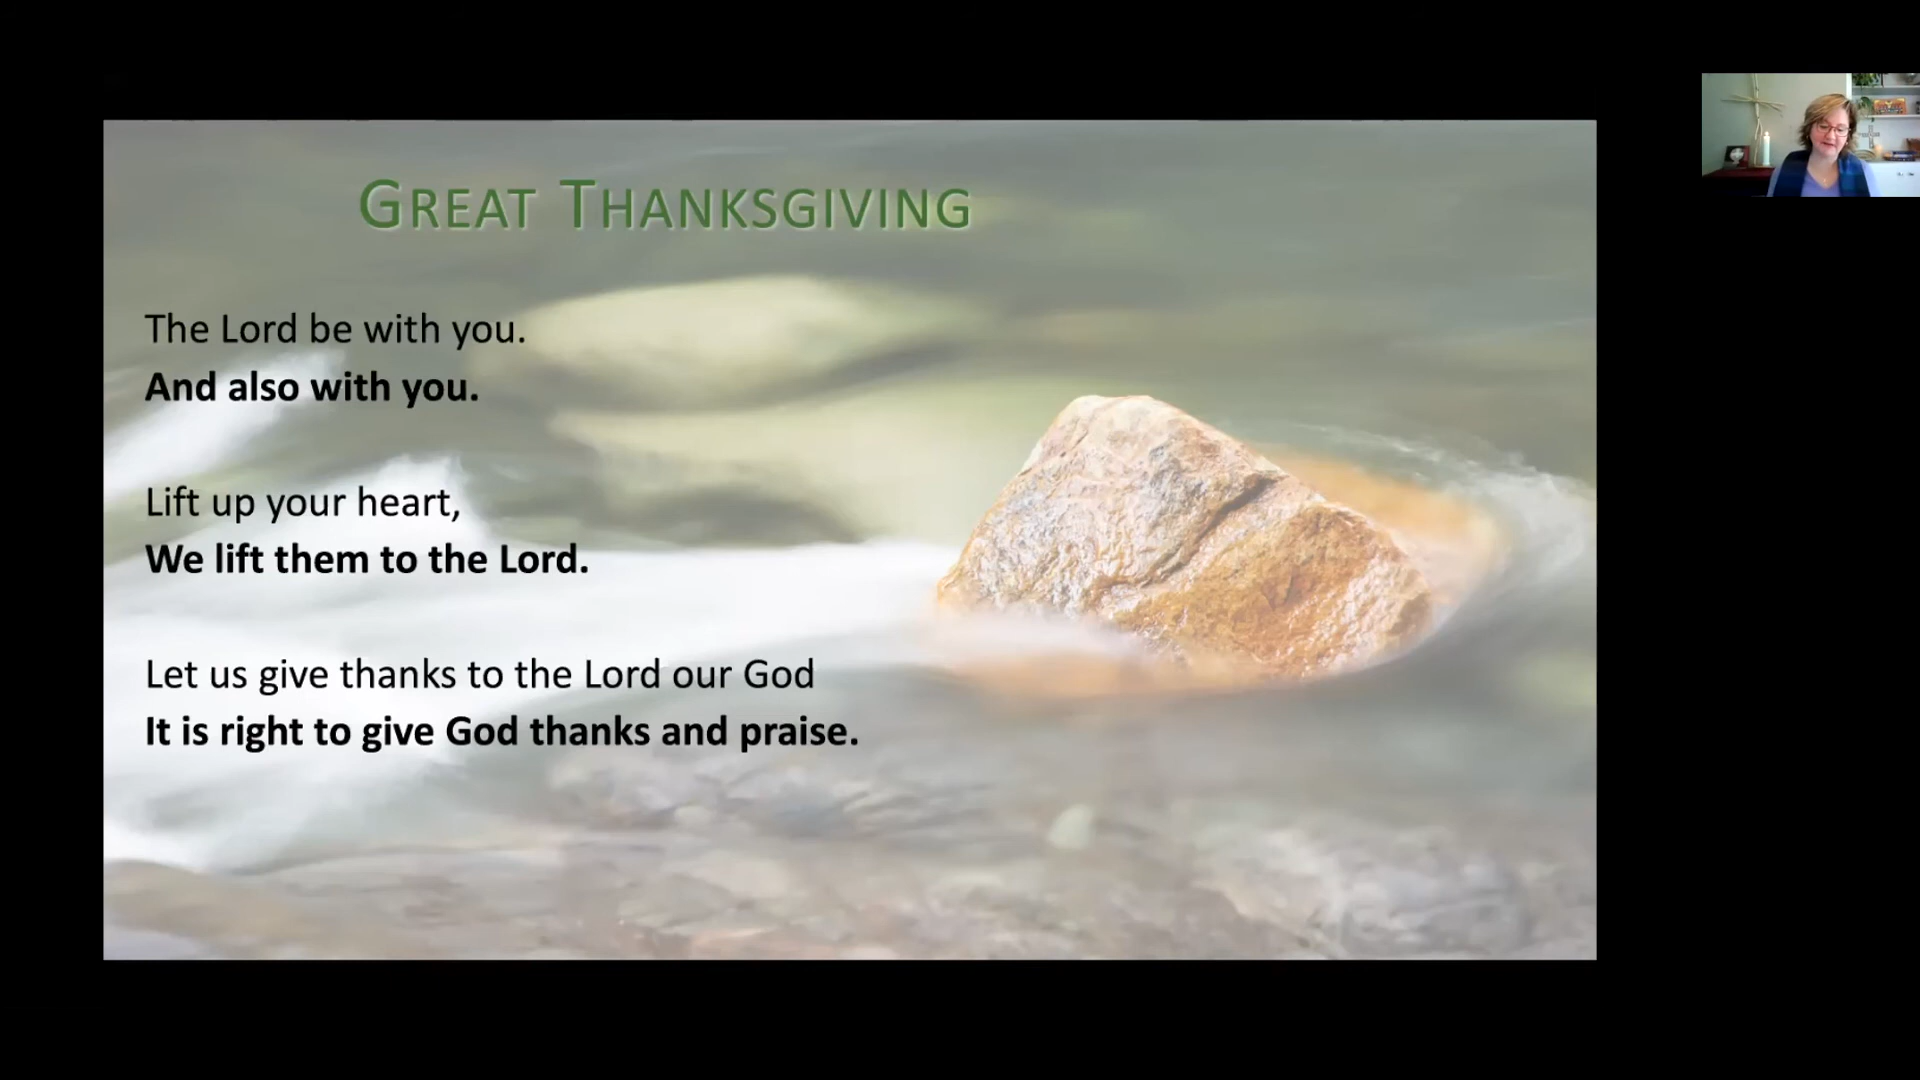 GREAT THANKSGIVING
The Lord be with you.
And also with you.
Lift up your heart,
We lift them to the Lord.
Let us give thanks to the Lord our God
It is right to give God thanks and praise.